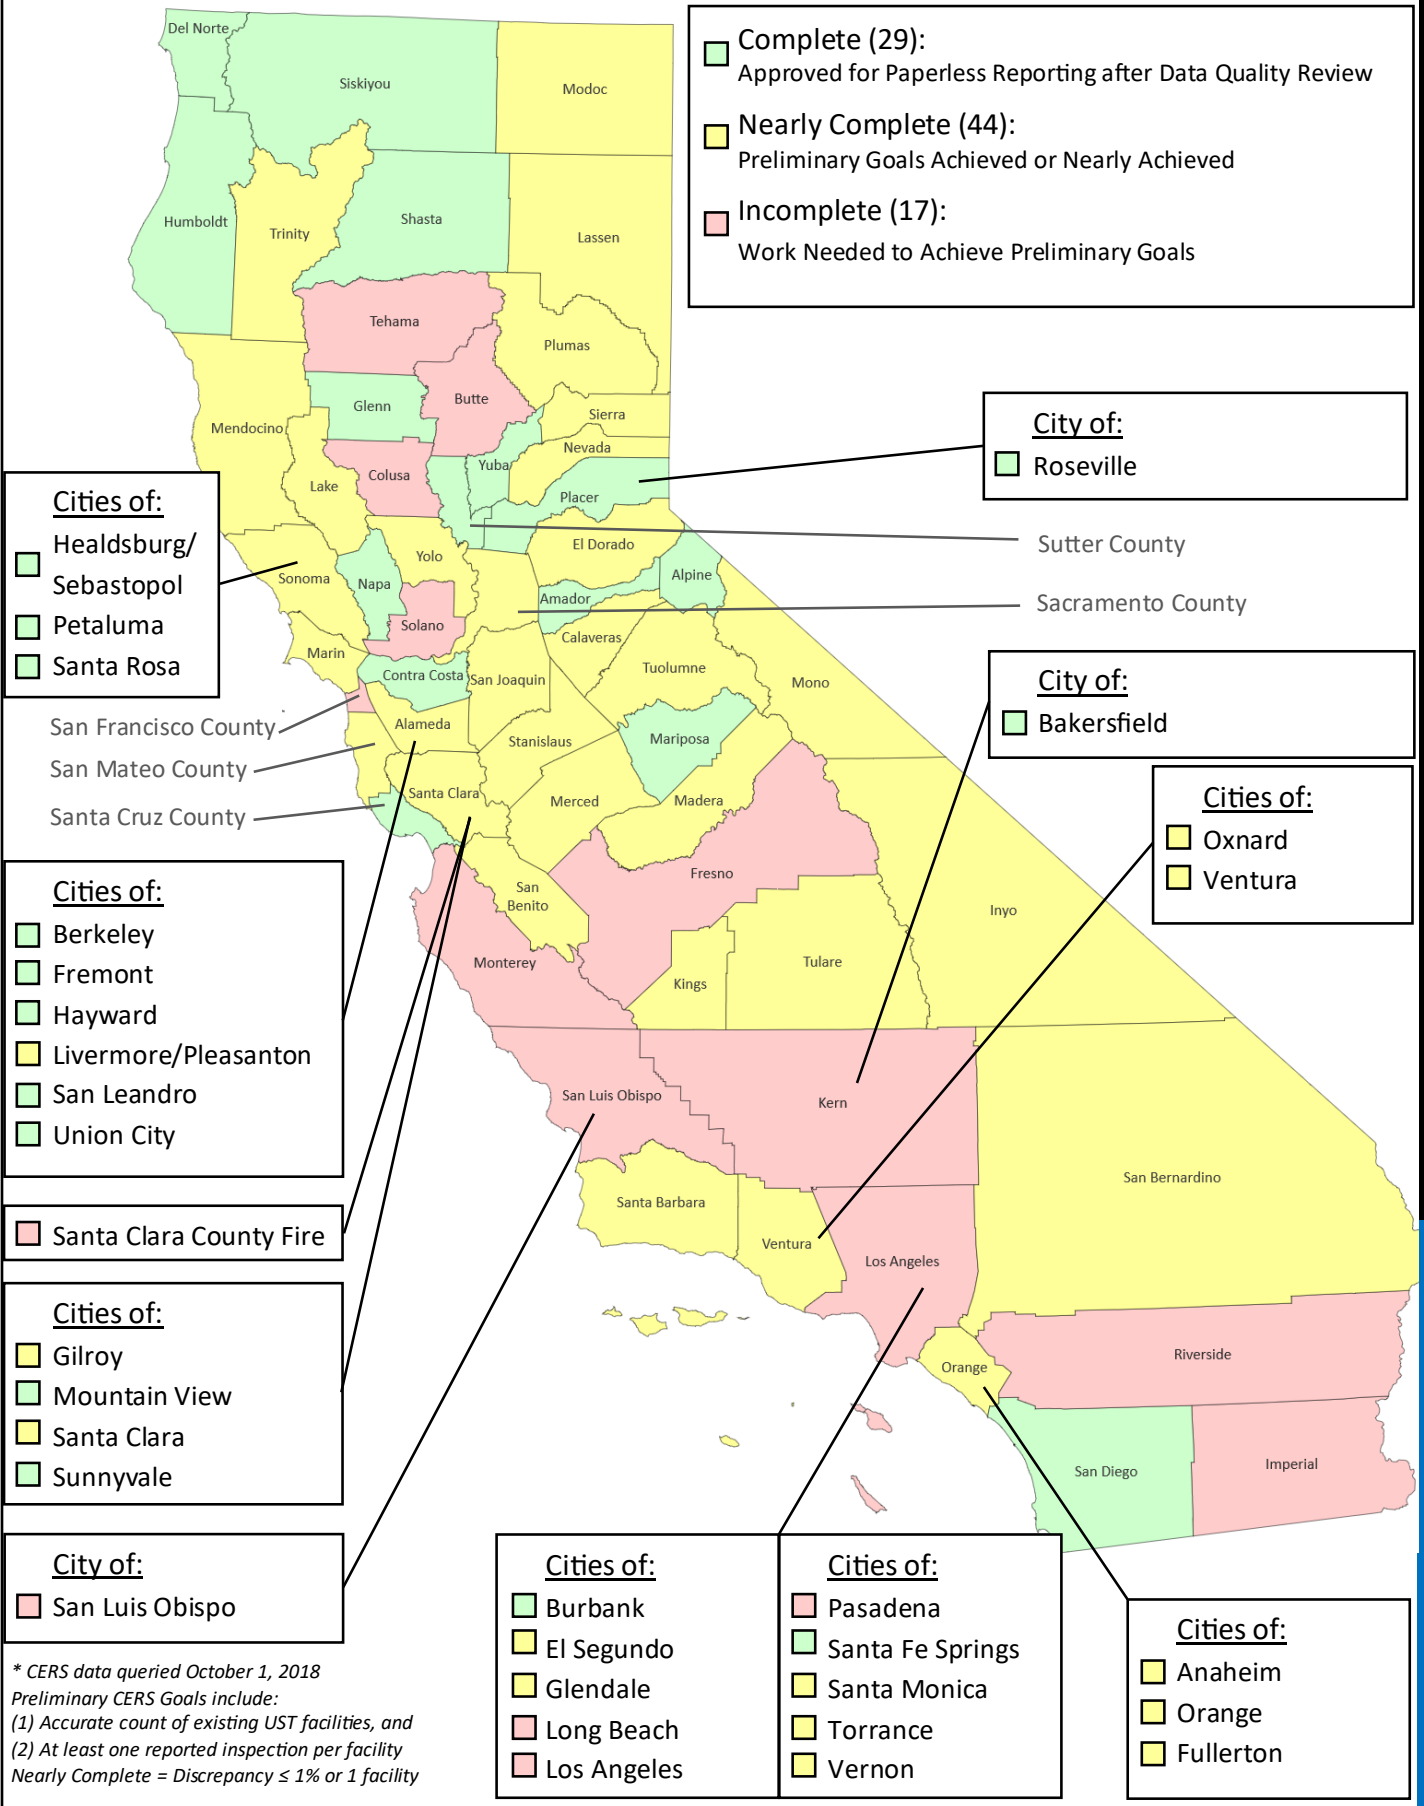 Complete (29):
Approved for Paperless Reporting after Data Quality Review
Nearly Complete (44):
Preliminary Goals Achieved or Nearly Achieved
Incomplete (17):
Work Needed to Achieve Preliminary Goals
Del Norte
Siskiyou
Modoc
Humboldt
Trinity
Shasta
Lassen
Tehama
Plumas
Glenn
Butte
Mendocino
Sierra
Nevada
Lake
Colusa
Yuba
Placer
Yolo
El Dorado
Sonoma
Napa
Alpine
Amador
Solano
Calaveras
Marin
Contra Costa
San Joaquin
Tuolumne
Mono
Alameda
Stanislaus
Mariposa
Santa Clara
Merced
Madera
Fresno
San
Benito
Inyo
Monterey
Kings
Tulare
San Luis Obispo
Kern
San Bernardino
Santa Barbara
Ventura
Los Angeles
Orange
Riverside
San Diego
Imperial
City of:
Roseville
Sutter County
Sacramento County
City of:
Bakersfield
Cities of:
Oxnard
Ventura
Cities of:
Healdsburg/
Sebastopol
Petaluma
Santa Rosa
San Francisco County
San Mateo County
Santa Cruz County
Cities of:
Berkeley
Fremont
Hayward
Livermore/Pleasanton
San Leandro
Union City
Santa Clara County Fire
Cities of:
Gilroy
Mountain View
Santa Clara
Sunnyvale
City of:
San Luis Obispo
Cities of:
Burbank
El Segundo
Glendale
Long Beach
Los Angeles
Cities of:
Pasadena
Santa Fe Springs
Santa Monica
Torrance
Vernon
Cities of:
Anaheim
Orange
Fullerton
* CERS data queried October 1, 2018
Preliminary CERS Goals include:
(1) Accurate count of existing UST facilities, and
(2) At least one reported inspection per facility
Nearly Complete = Discrepancy ≤ 1% or 1 facility